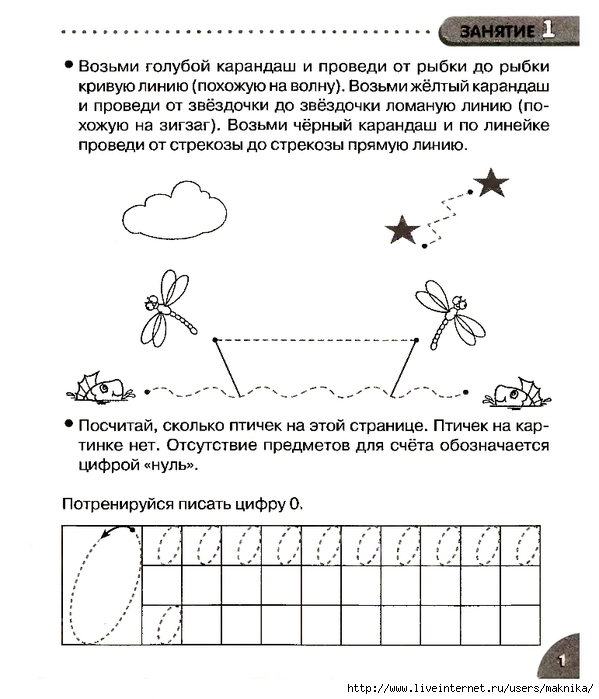 ЗАНЯТИЕ 1
• Возьми голубой карандаш и проведи от рыбки до рыбки
кривую линию (похожую на волну). Возьми жёлтый карандаш
и проведи от звёздочки до звёздочки ломаную линию (по-
хожую на зигзаг). Возьми чёрный карандаш и по линейке
проведи от стрекозы до стрекозы прямую линию.
• Посчитай, сколько птичек на этой странице. Птичек на кар-
тинке нет. Отсутствие предметов для счёта обозначается
цифрой «нуль».
Потренируйся писать цифру 0.
1
http://www.liveinternet.ru/users/maknika/